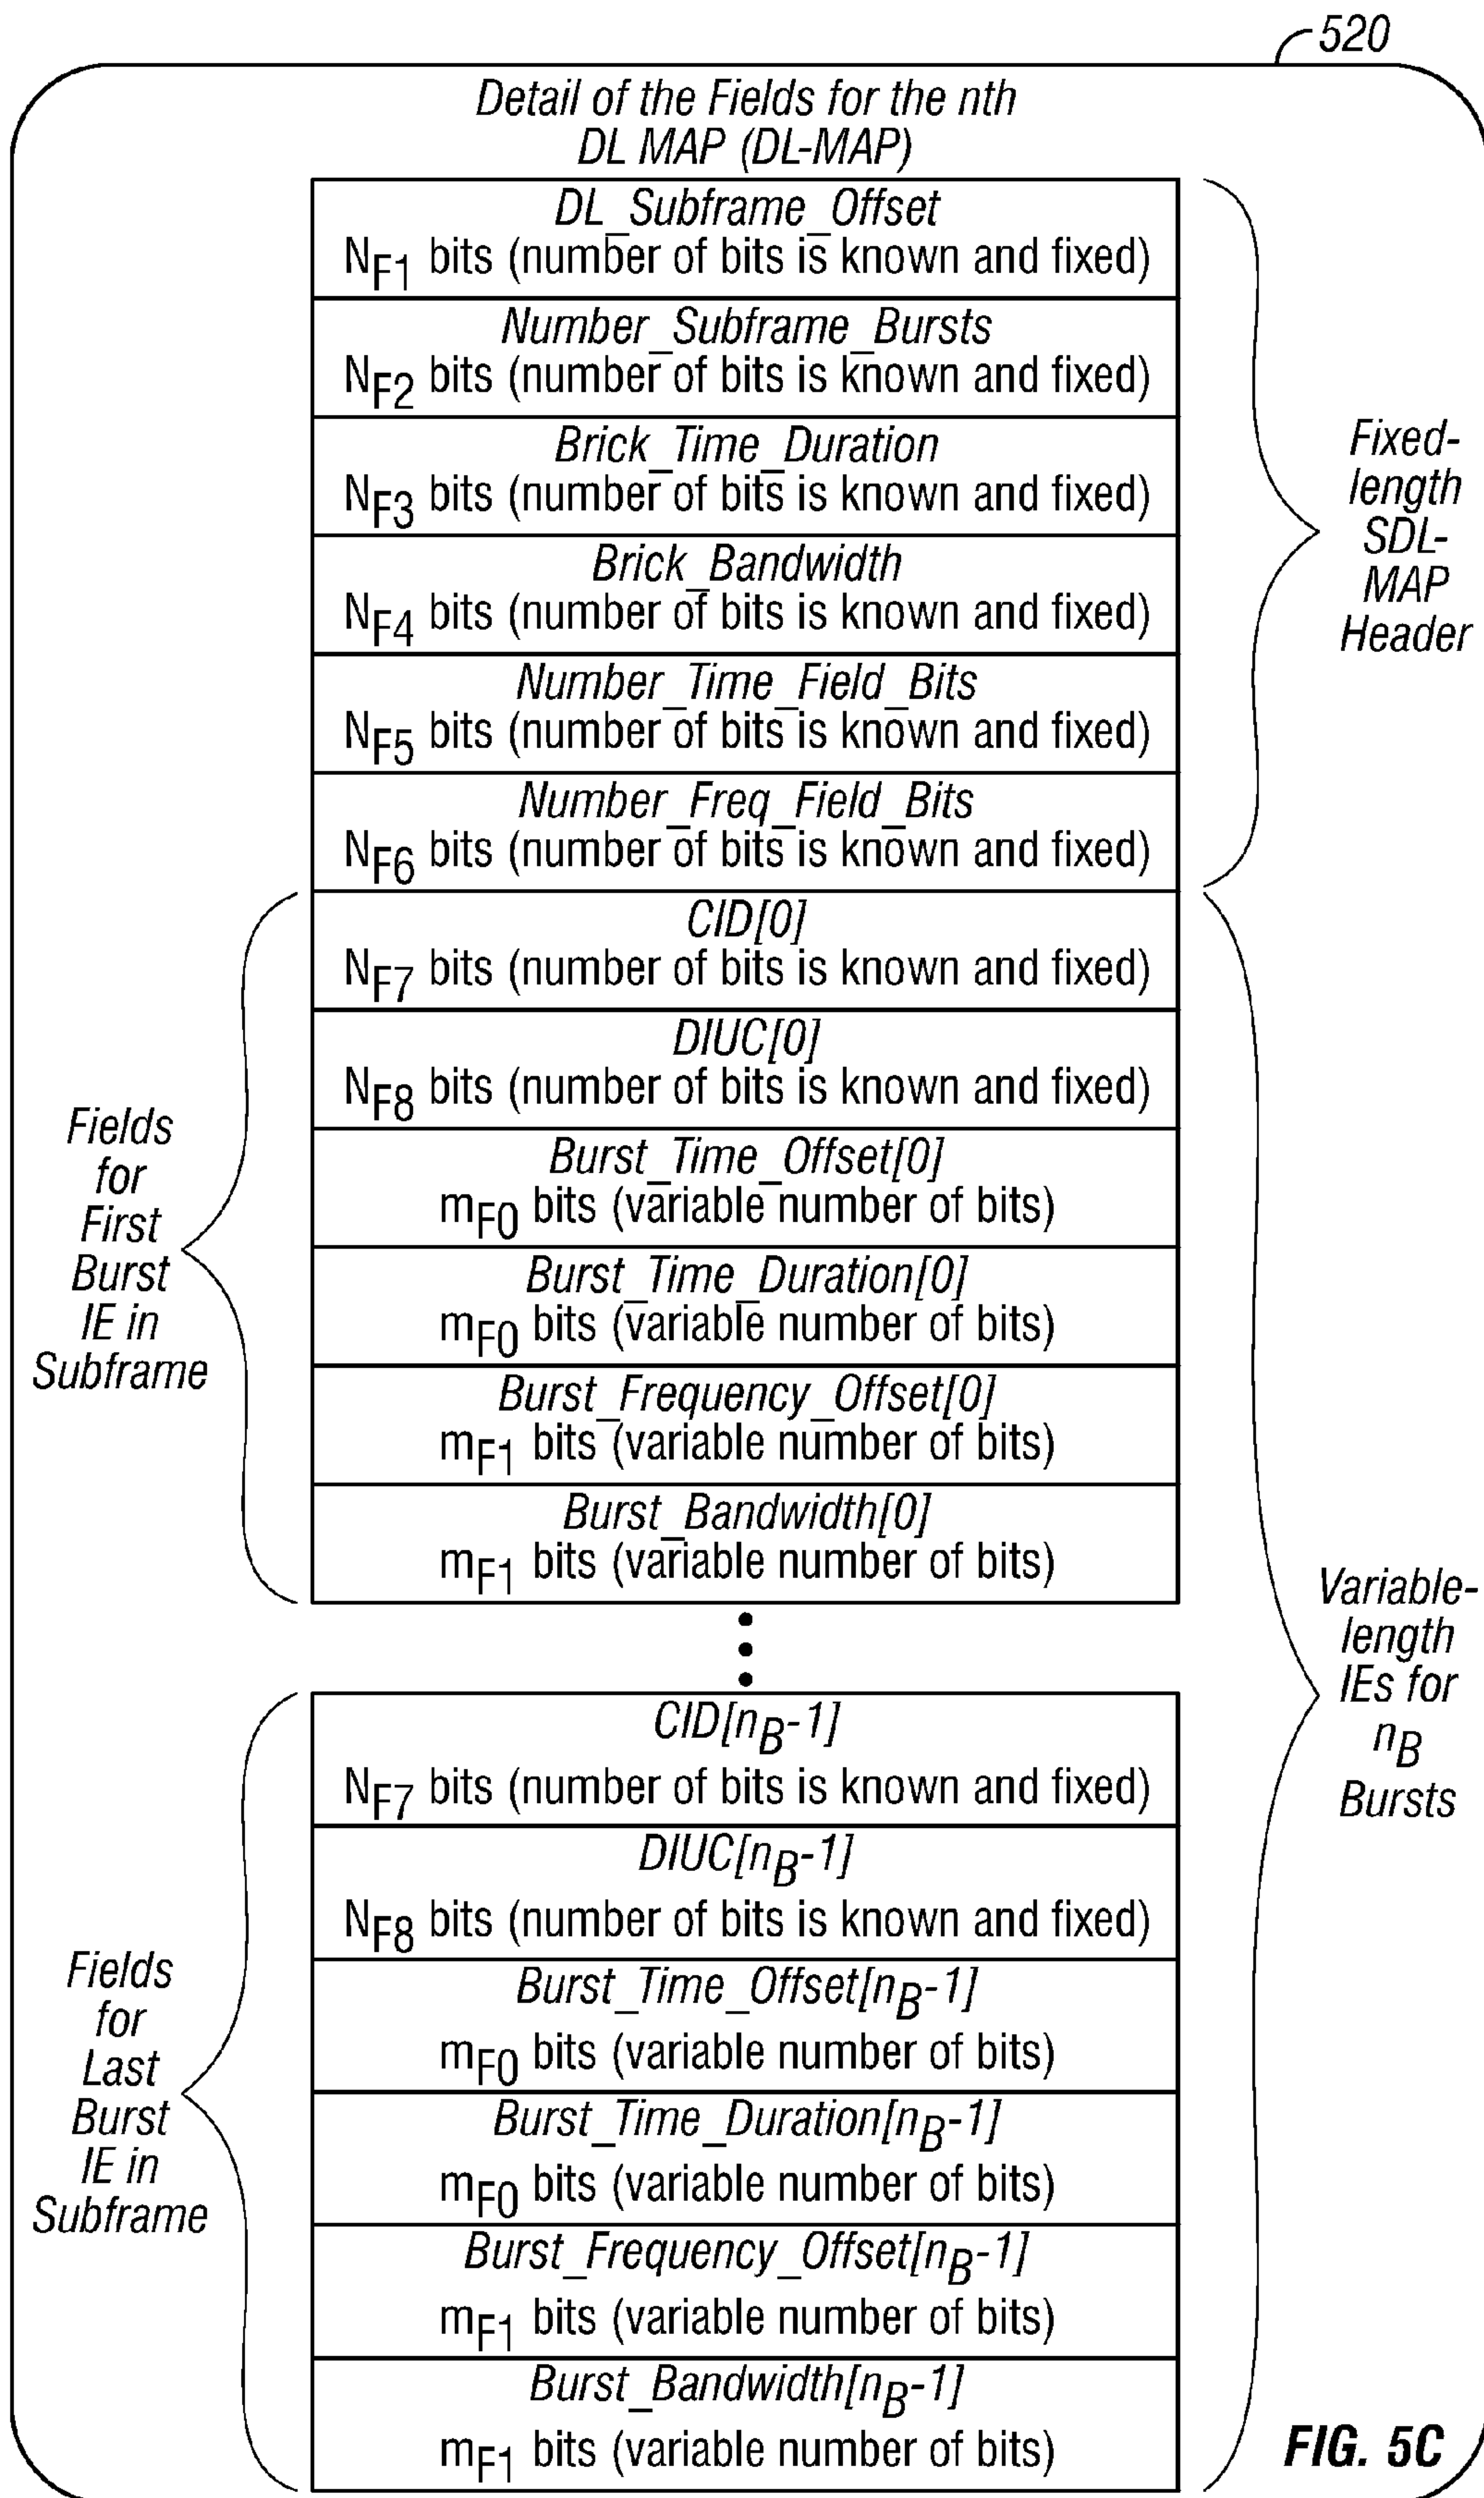 520
Detail of the Fields for the nth
DL MAP (DL-MAP)
DL_Subframe_Offset
NF1 bits (number of bits is known and fixed)
Number_Subframe_Bursts
NF2 bits (number of bits is known and fixed)
Brick_Time_Duration
NF3 bits (number of bits is known and fixed)
Brick_Bandwidth
NF4 bits (number of bits is known and fixed)
Number_Time_Field_Bits
NF5 bits (number of bits is known and fixed)
Number_Freq_Field_Bits
NF6 bits (number of bits is known and fixed)
Fixed-
length
SDL-
MAP
Header
CID[0]
NF7 bits (number of bits is known and fixed)
DIUC[0]
NF8 bits (number of bits is known and fixed)
Burst_Time_Offset[0]
mF0 bits (variable number of bits)
Burst_Time_Duration[0]
mF0 bits (variable number of bits)
Burst_Frequency_Offset[0]
mF1 bits (variable number of bits)
Burst_Bandwidth[0]
mF1 bits (variable number of bits)
Fields
for
First
Burst
IE in
Subframe
CID[nB-1]
NF7 bits (number of bits is known and fixed)
DIUC[nB-1]
NF8 bits (number of bits is known and fixed)
Burst_Time_Offset[nB-1]
mF0 bits (variable number of bits)
Burst_Time_Duration[nB-1]
mF0 bits (variable number of bits)
Burst_Frequency_Offset[nB-1]
mF1 bits (variable number of bits)
Burst_Bandwidth[nB-1]
mF1 bits (variable number of bits)
Fields
for
Last
Burst
IE in
Subframe
Variable-
length
IEs for
nB
Bursts
FIG. 5C